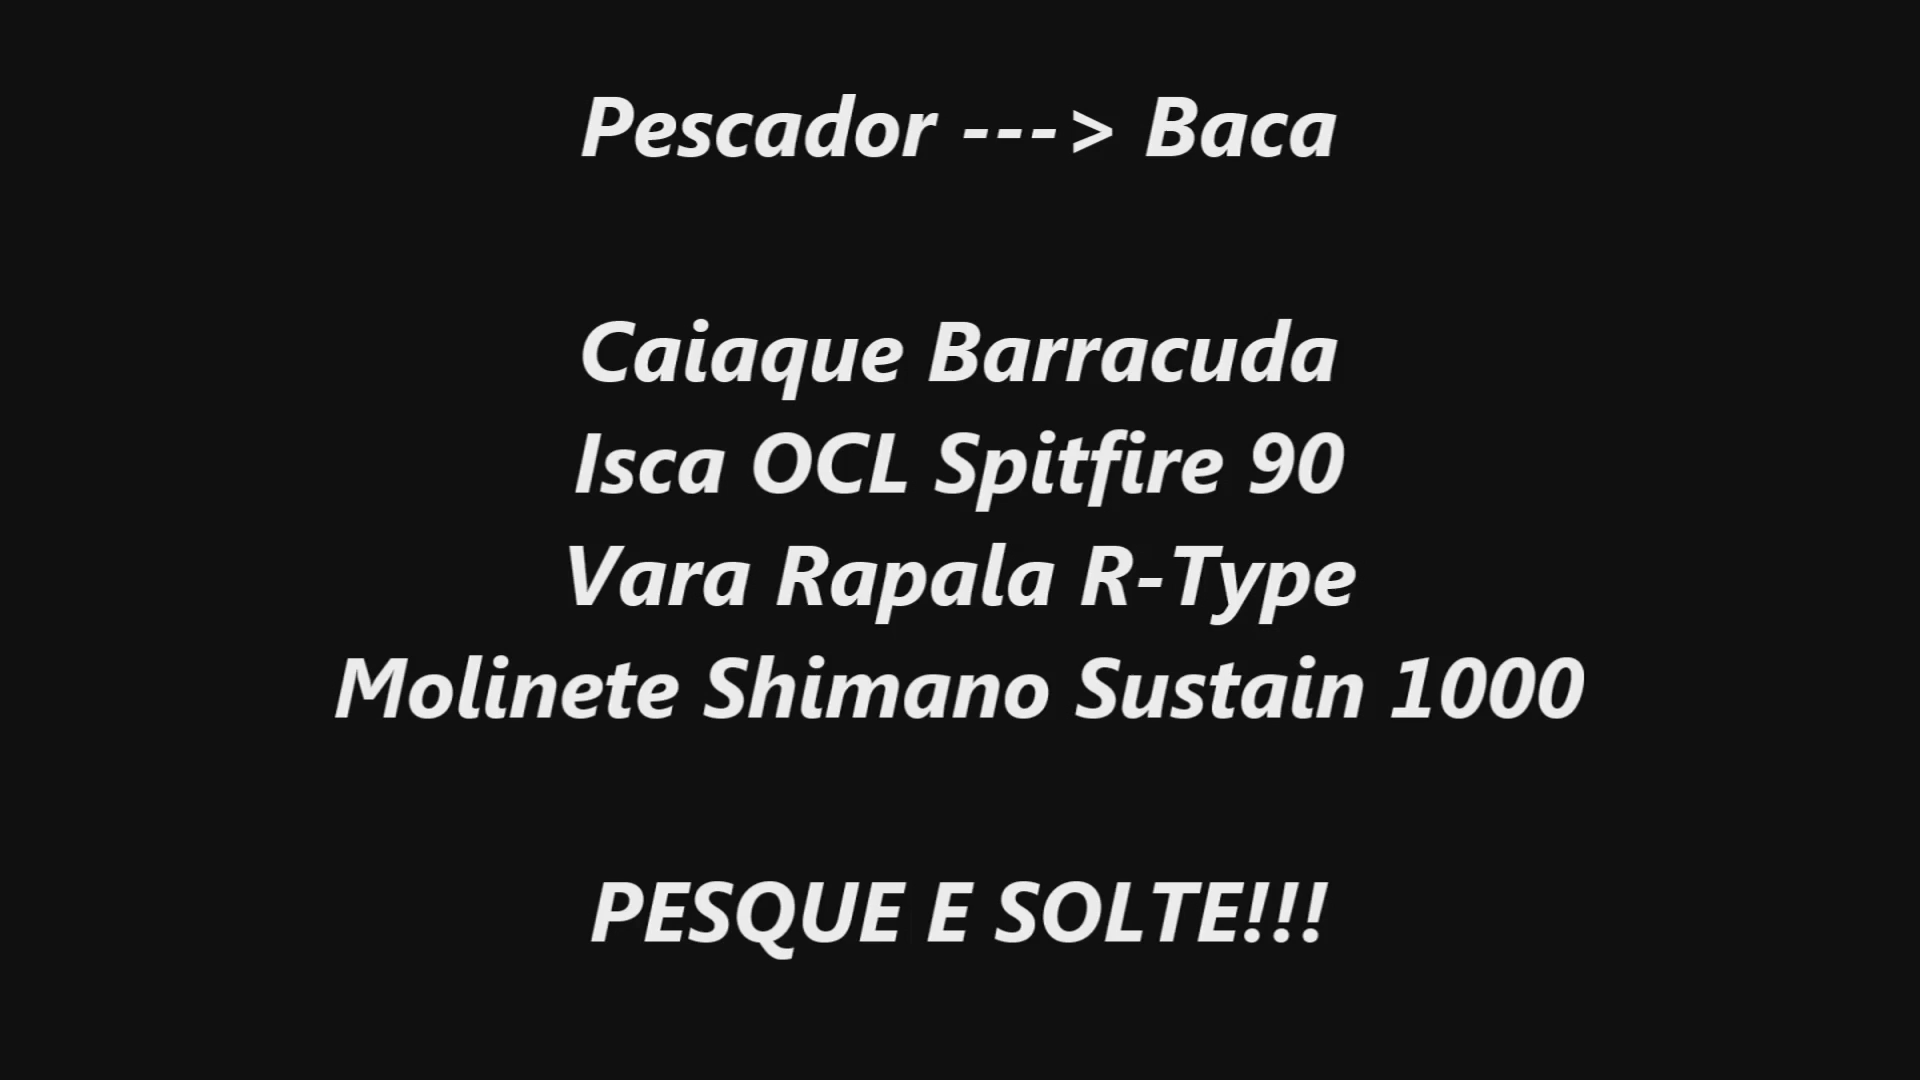 Pescador ---> Baca
Caiaque Barracuda
Isca OCL Spitfire 90
Vara Rapala R-Type
Molinete Shimano Sustain 1000
PESQUE E SOLTE!!!